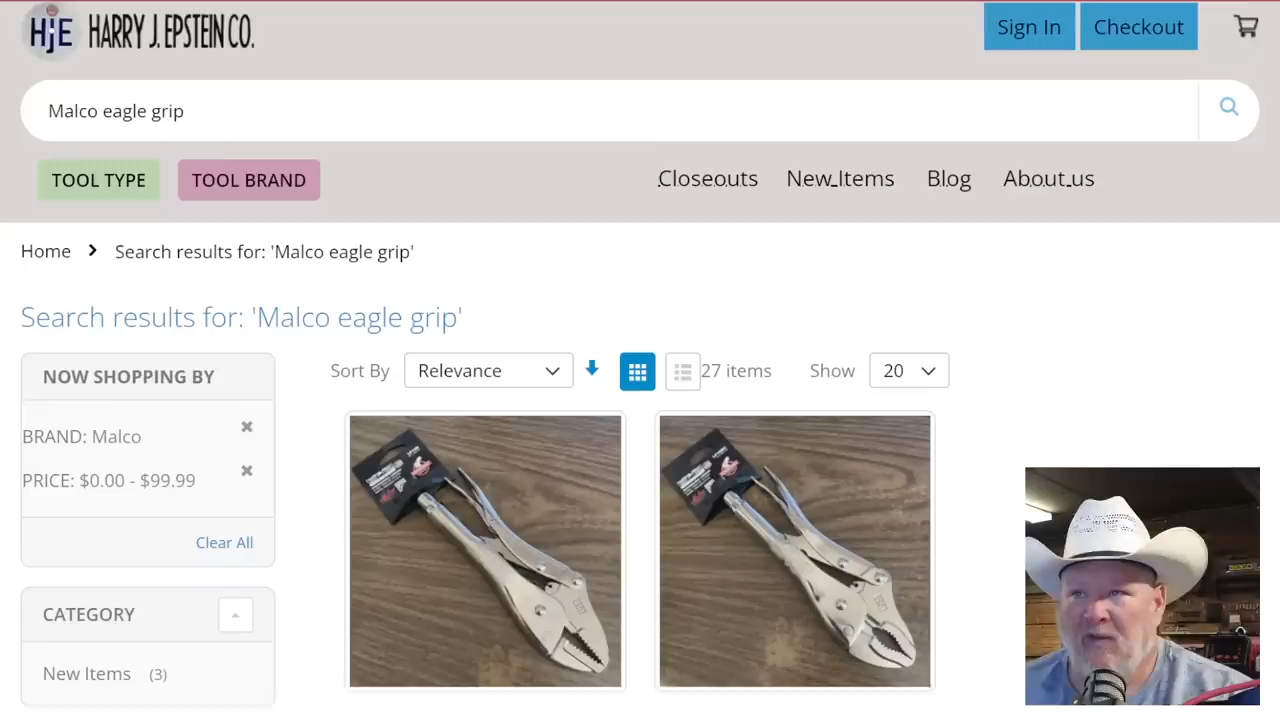 HJE HARRY J. EPSTEIN CO.
Sign In
Checkout
Malco eagle grip
TOOL TYPE
TOOL BRAND
Closeouts
New Items
Blog
About us
Home
Search results for: 'Malco eagle grip'
Search results for: 'Malco eagle grip'
NOW SHOPPING BY
BRAND: Malco
PRICE: $0.00 - $99.99
Clear All
CATEGORY
New Items (3)
Sort By
Relevance
27 items
Show
20